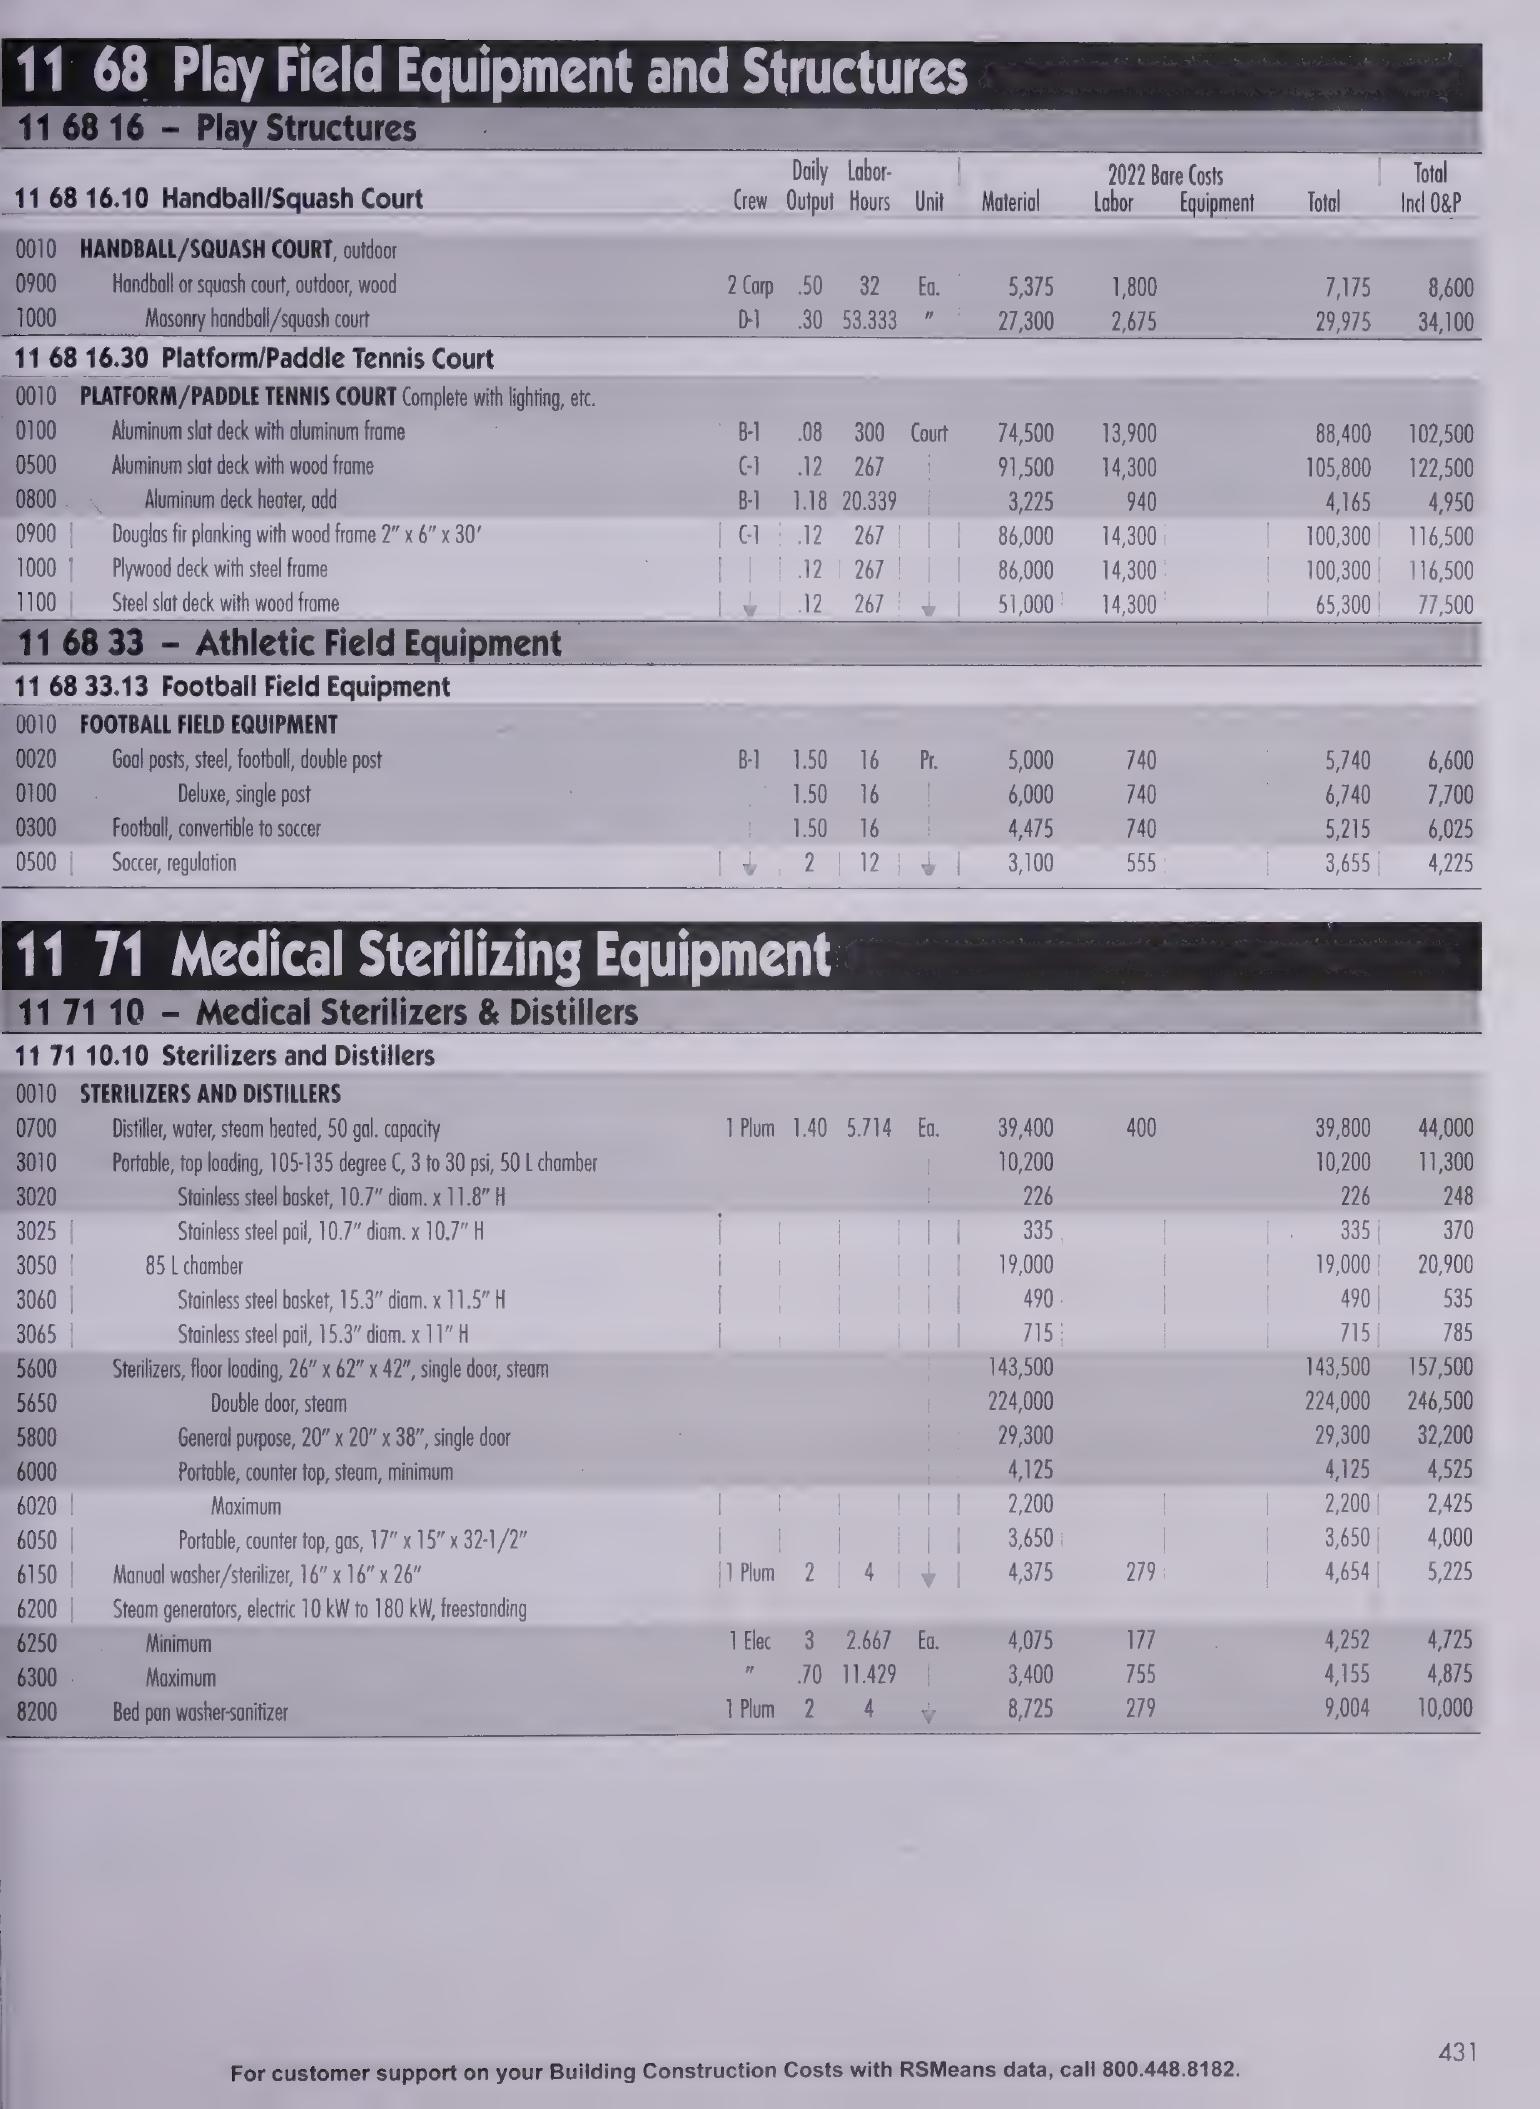 11 68 Play Field Equipment and Structures
11 68 16 – Play Structures
11 68 16.10 Handball/Squash Court Crew Daily Output Labor-Hours Unit Material 2022 Bare Costs Labor Equipment Total Total Incl O&P
0010 HANDBALL/SQUASH COURT, outdoor
0900 Handball or squash court, outdoor, wood 2 Carp .50 32 Ea. 5,375 1,800 7,175 8,600
1000 Masonry handball/squash court D-1 .30 53.333 " 27,300 2,675 29,975 34,100
11 68 16.30 Platform/Paddle Tennis Court
0010 PLATFORM/PADDLE TENNIS COURT Complete with lighting, etc.
0100 Aluminum slat deck with aluminum frame B-1 .08 300 Court 74,500 13,900 88,400 102,500
0500 Aluminum slat deck with wood frame C-1 .12 267 91,500 14,300 105,800 122,500
0800 Aluminum deck heater, add B-1 1.18 20.339 3,225 940 4,165 4,950
0900 Douglas fir planking with wood frame 2" x 6" x 30' C-1 .12 267 86,000 14,300 100,300 116,500
1000 Plywood deck with steel frame .12 267 86,000 14,300 100,300 116,500
1100 Steel slat deck with wood frame .12 267 51,000 14,300 65,300 77,500
11 68 33 – Athletic Field Equipment
11 68 33.13 Football Field Equipment
0010 FOOTBALL FIELD EQUIPMENT
0020 Goal posts, steel, football, double post B-1 1.50 16 Pr. 5,000 740 5,740 6,600
0100 Deluxe, single post 1.50 16 6,000 740 6,740 7,700
0300 Football, convertible to soccer 1.50 16 4,475 740 5,215 6,025
0500 Soccer, regulation 2 12 3,100 555 3,655 4,225
11 71 Medical Sterilizing Equipment
11 71 10 – Medical Sterilizers & Distillers
11 71 10.10 Sterilizers and Distillers
0010 STERILIZERS AND DISTILLERS
0700 Distiller, water, steam heated, 50 gal. capacity 1 Plum 1.40 5.714 Ea. 39,400 400 39,800 44,000
3010 Portable, top loading, 105-135 degree C, 3 to 30 psi, 50 L chamber 10,200 10,200 11,300
3020 Stainless steel basket, 10.7" diam. x 11.8" H 226 226 248
3025 Stainless steel pail, 10.7" diam. x 10.7" H 335 335 370
3050 85 L chamber 19,000 19,000 20,900
3060 Stainless steel basket, 15.3" diam. x 11.5" H 490 490 535
3065 Stainless steel pail, 15.3" diam. x 11" H 715 715 785
5600 Sterilizers, floor loading, 26" x 62" x 42", single door, steam 143,500 143,500 157,500
5650 Double door, steam 224,000 224,000 246,500
5800 General purpose, 20" x 20" x 38", single door 29,300 29,300 32,200
6000 Portable, counter top, steam, minimum 4,125 4,125 4,525
6020 Maximum 2,200 2,200 2,425
6050 Portable, counter top, gas, 17" x 15" x 32-1/2" 3,650 3,650 4,000
6150 Manual washer/sterilizer, 16" x 16" x 26" 1 Plum 2 4 4,375 279 4,654 5,225
6200 Steam generators, electric 10 kW to 180 kW, freestanding
6250 Minimum 1 Elec 3 2.667 Ea. 4,075 177 4,252 4,725
6300 Maximum " .70 11.429 3,400 755 4,155 4,875
8200 Bed pan washer-sanitizer 1 Plum 2 4 8,725 279 9,004 10,000
For customer support on your Building Construction Costs with RSMeans data, call 800.448.8182.
431